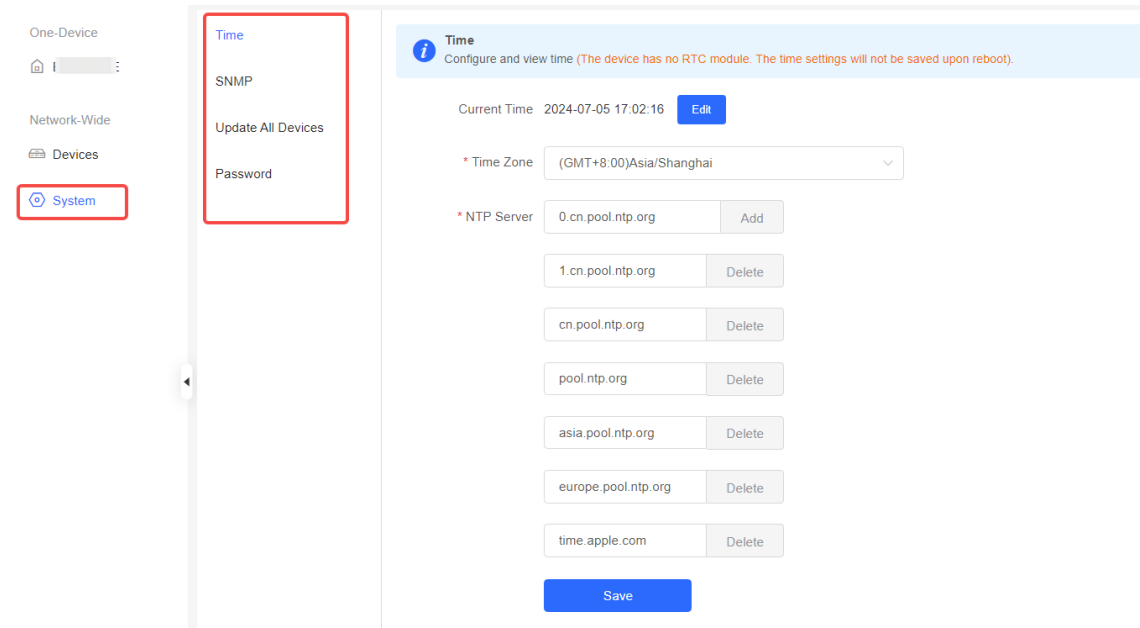 One-Device
Network-Wide
Devices
System
Time
SNMP
Update All Devices
Password
Time
Configure and view time (The device has no RTC module. The time settings will not be saved upon reboot).
Current Time 2024-07-05 17:02:16 Edit
* Time Zone (GMT+8:00)Asia/Shanghai
* NTP Server 0.cn.pool.ntp.org Add
1.cn.pool.ntp.org Delete
cn.pool.ntp.org Delete
pool.ntp.org Delete
asia.pool.ntp.org Delete
europe.pool.ntp.org Delete
time.apple.com Delete
Save